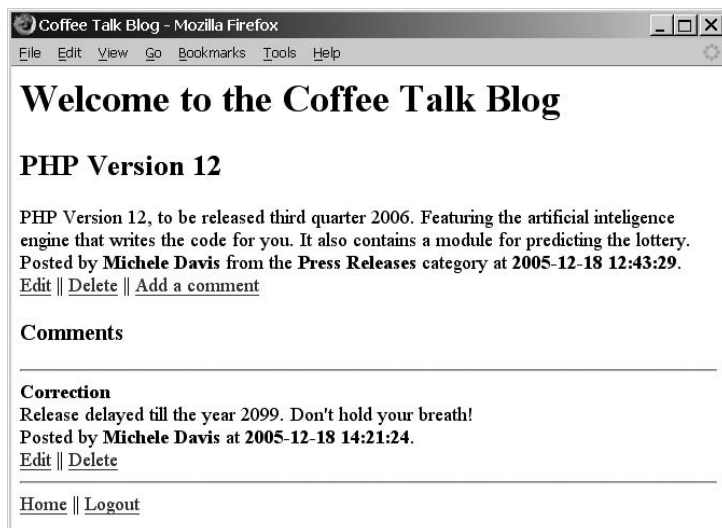 Coffee Talk Blog - Mozilla Firefox
File Edit View Go Bookmarks Tools Help
Welcome to the Coffee Talk Blog
PHP Version 12
PHP Version 12, to be released third quarter 2006. Featuring the artificial inteligence
engine that writes the code for you. It also contains a module for predicting the lottery.
Posted by Michele Davis from the Press Releases category at 2005-12-18 12:43:29.
Edit || Delete || Add a comment
Comments
Correction
Release delayed till the year 2099. Don't hold your breath!
Posted by Michele Davis at 2005-12-18 14:21:24.
Edit || Delete
Home || Logout